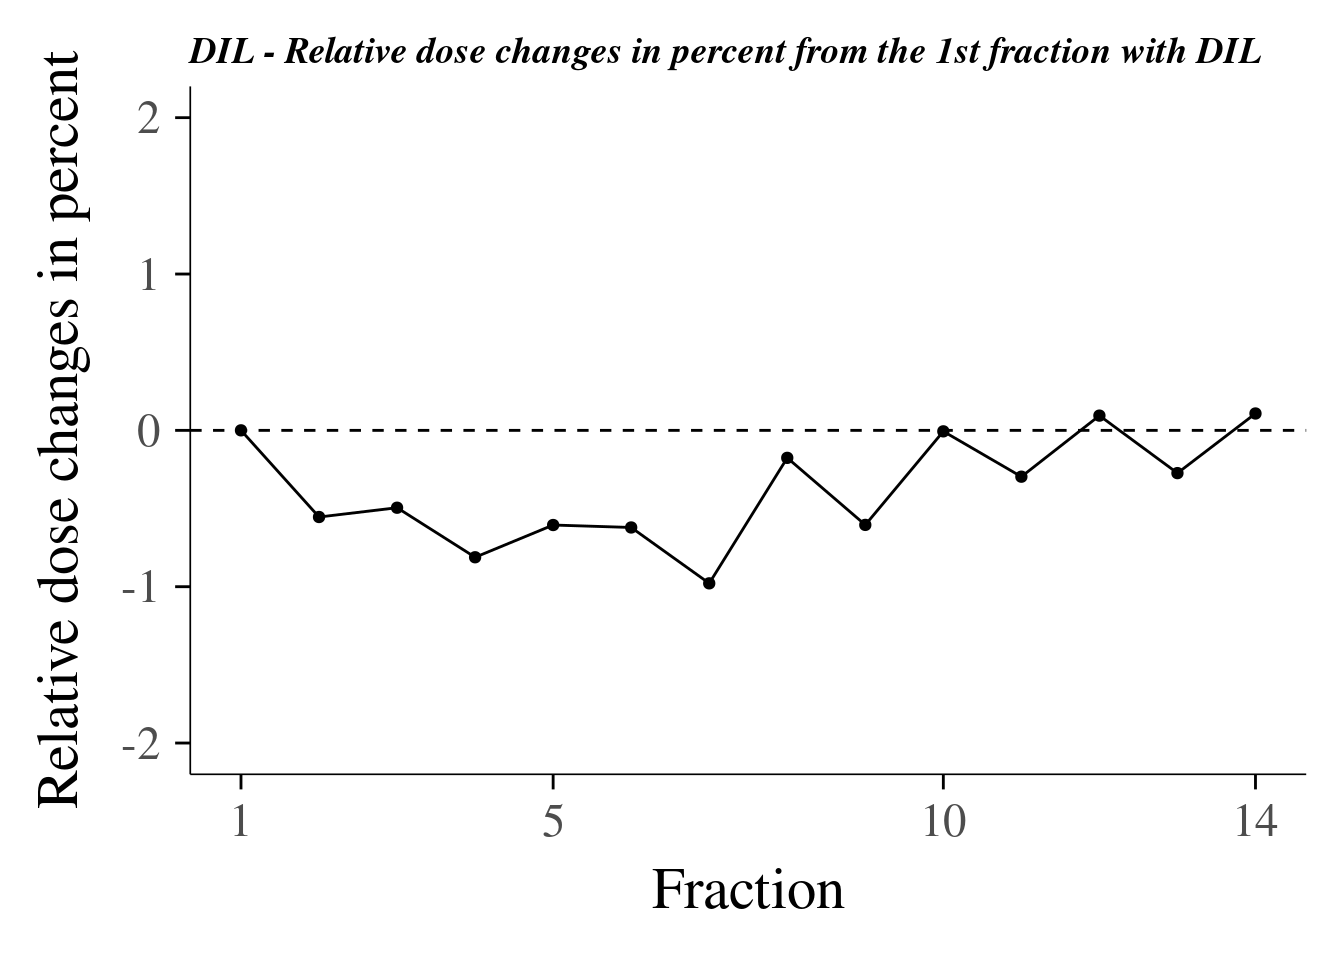 DIL - Relative dose changes in percent from the 1st fraction with DIL
Relative dose changes in percent
2
1
0
-1
-2
1 5 10 14
Fraction